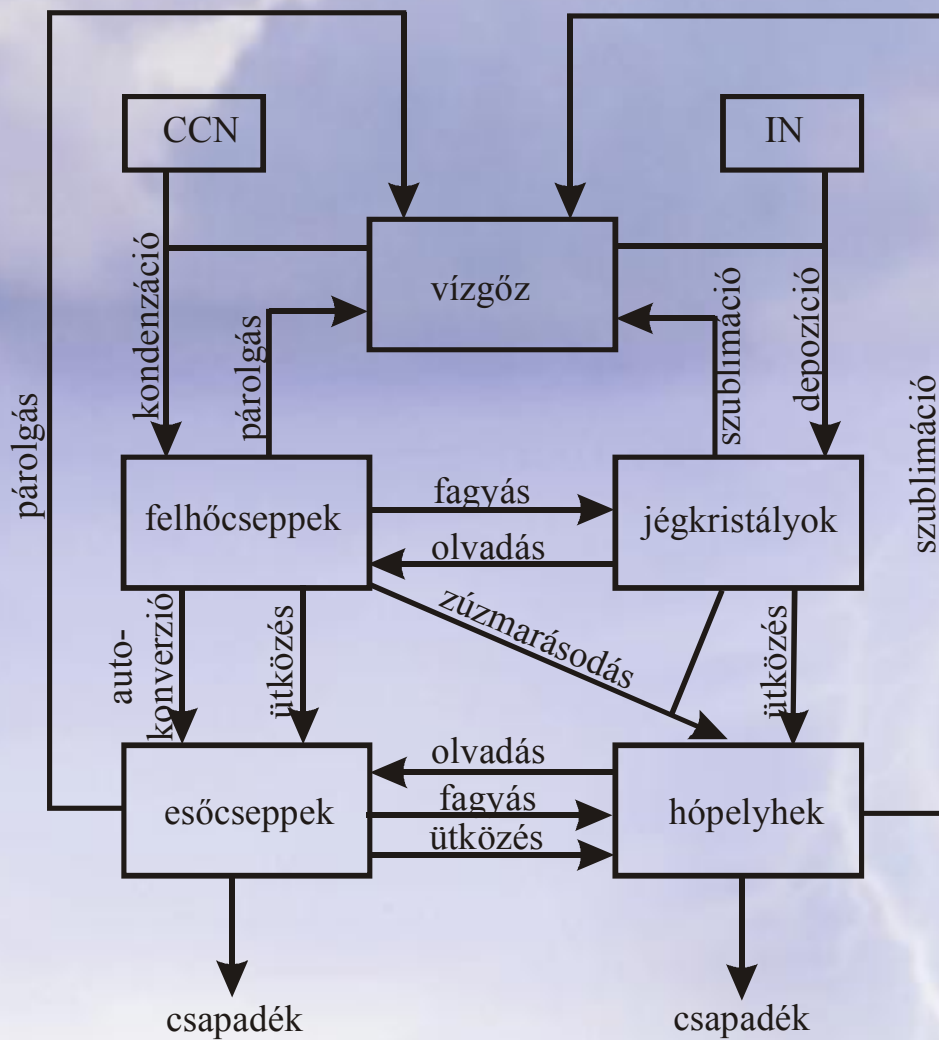 CCN
IN
vízgőz
kondenzáció
párolgás
szublimáció
depozíció
párolgás
szublimáció
felhőcseppek
fagyás
olvadás
jégkristályok
auto-
konverzió
ütközés
zúzmarásodás
ütközés
esőcseppek
olvadás
fagyás
ütközés
hópelyhek
csapadék
csapadék